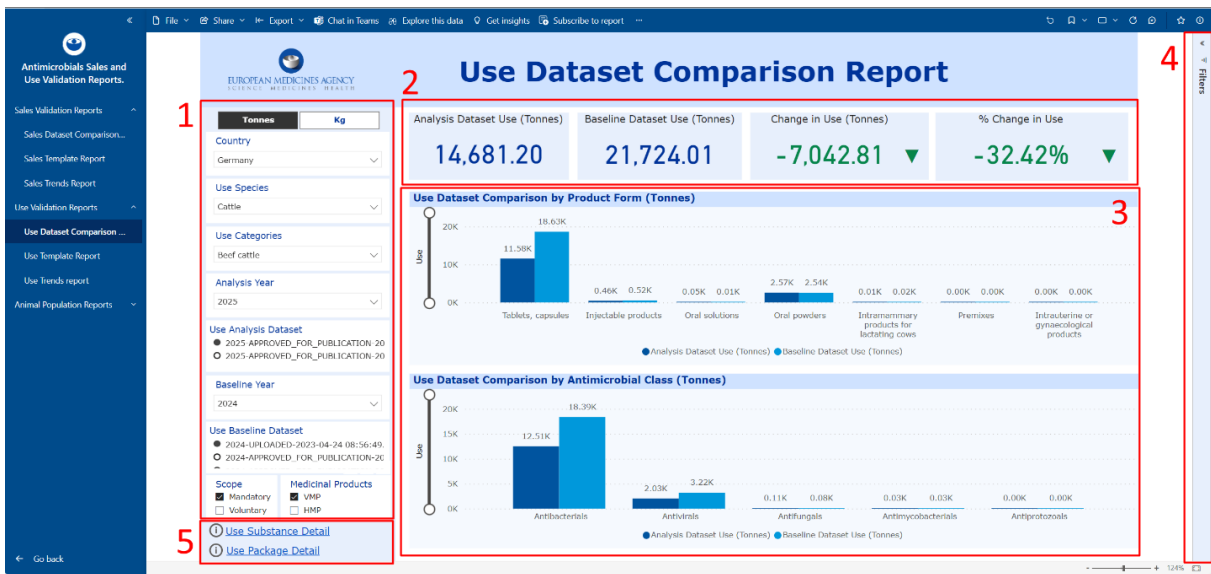 File
Share
Export
Chat in Teams
Explore this data
Get insights
Subscribe to report
Antimicrobials Sales and
Use Validation Reports.
Sales Validation Reports
Sales Dataset Comparison...
Sales Template Report
Sales Trends Report
Use Validation Reports
Use Dataset Comparison ...
Use Template Report
Use Trends report
Animal Population Reports
Go back
EUROPEAN MEDICINES AGENCY
SCIENCE MEDICINES HEALTH
Use Dataset Comparison Report
1
Tonnes Kg
Country
Germany
Use Species
Cattle
Use Categories
Beef cattle
Analysis Year
2025
Use Analysis Dataset
2025-APPROVED_FOR_PUBLICATION-20
2025-APPROVED_FOR_PUBLICATION-20
Baseline Year
2024
Use Baseline Dataset
2024-UPLOADED-2023-04-24 08:56:49.
2024-APPROVED_FOR_PUBLICATION-20
Scope Medicinal Products
Mandatory VMP
Voluntary HMP
5
Use Substance Detail
Use Package Detail
2
Analysis Dataset Use (Tonnes) Baseline Dataset Use (Tonnes) Change in Use (Tonnes) % Change in Use
14,681.20 21,724.01 -7,042.81 ▼ -32.42% ▼
3
Use Dataset Comparison by Product Form (Tonnes)
Use
20K
10K
0K
11.58K 18.63K
0.46K 0.52K
0.05K 0.01K
2.57K 2.54K
0.01K 0.02K
0.00K 0.00K
0.00K 0.00K
Tablets, capsules
Injectable products
Oral solutions
Oral powders
Intramammary
products for
lactating cows
Premixes
Intrauterine or
gynaecological
products
Analysis Dataset Use (Tonnes) Baseline Dataset Use (Tonnes)
Use Dataset Comparison by Antimicrobial Class (Tonnes)
Use
20K
15K
10K
5K
0K
12.51K 18.39K
2.03K 3.22K
0.11K 0.08K
0.03K 0.03K
0.00K 0.00K
Antibacterials
Antivirals
Antifungals
Antimycobacterials
Antiprotozoals
Analysis Dataset Use (Tonnes) Baseline Dataset Use (Tonnes)
4
Filters
- + 124%